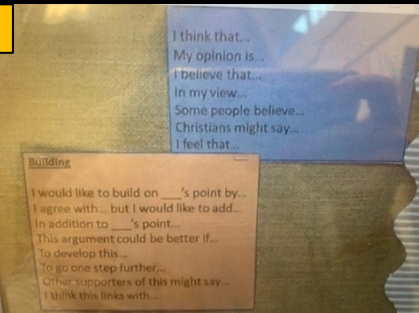 I think that...
My opinion is...
I believe that...
In my view...
Some people believe...
Christians might say...
I feel that...
Building
I would like to build on ___'s point by...
I agree with... but I would like to add...
In addition to ___'s point...
This argument could be better if...
To develop this...
To go one step further...
Other supporters of this might say...
I think this links with...